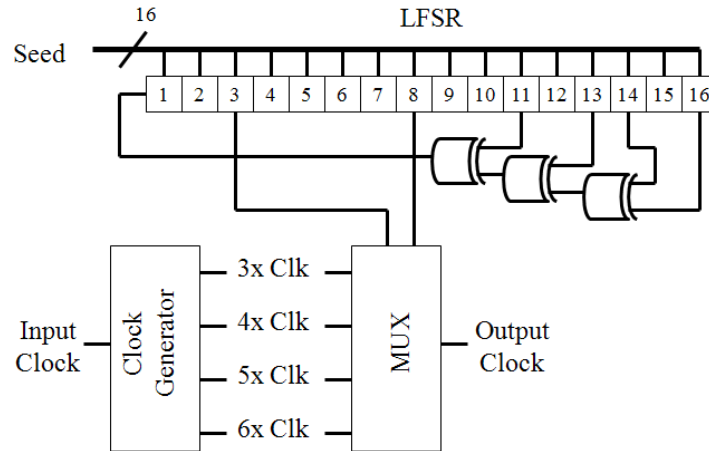 16
LFSR
Seed
1 2 3 4 5 6 7 8 9 10 11 12 13 14 15 16
3x Clk
4x Clk
5x Clk
6x Clk
Input
Clock
Clock
Generator
MUX
Output
Clock